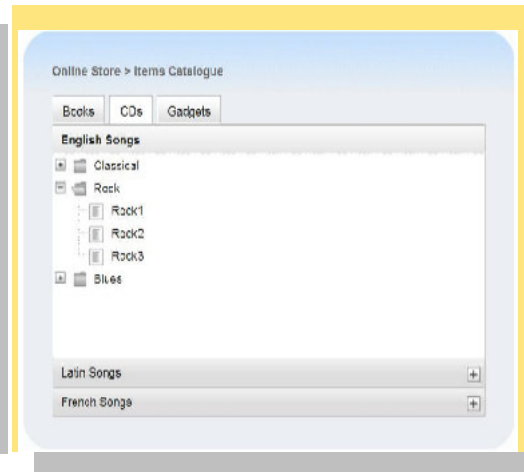 Online Store > Items Catalogue
Books CDs Gadgets
English Songs
Classical
Rock
Rock1
Rock2
Rock3
Blues
Latin Songs
French Songs